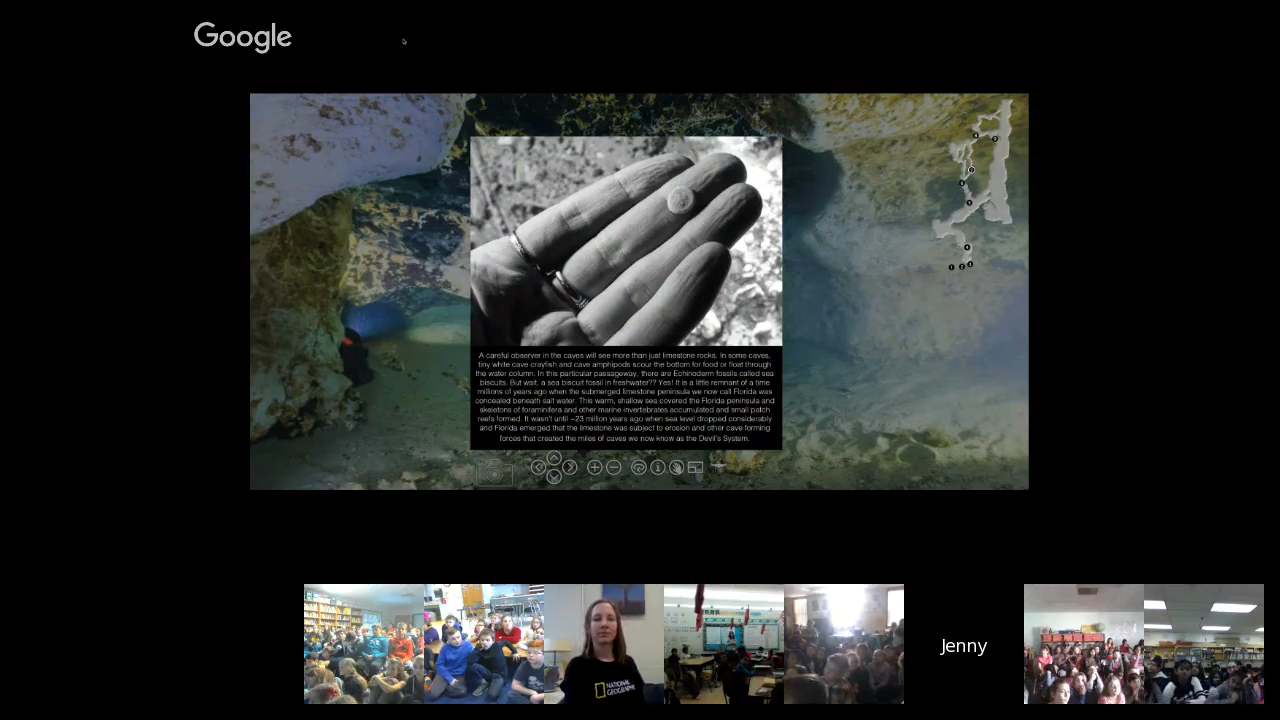 Google
A careful observer in the caves will see more than just limestone rocks. In some caves,
tiny white cave crayfish and cave amphipods scour the bottom for food or float through
the water column. In this particular passageway, there are Echinoderm fossils called sea
biscuits. But wait, a sea biscuit fossil in freshwater?? Yes! It is a little remnant of a time
millions of years ago when the submerged limestone peninsula we now call Florida was
concealed beneath salt water. This warm, shallow sea covered the Florida peninsula and
skeletons of foraminifera and other marine invertebrates accumulated and small patch
reefs formed. It wasn't until ~23 million years ago when sea level dropped considerably
and Florida emerged that the limestone was subject to erosion and other cave forming
forces that created the miles of caves we now know as the Devil's System.
Jenny
NATIONAL
GEOGRAPHIC